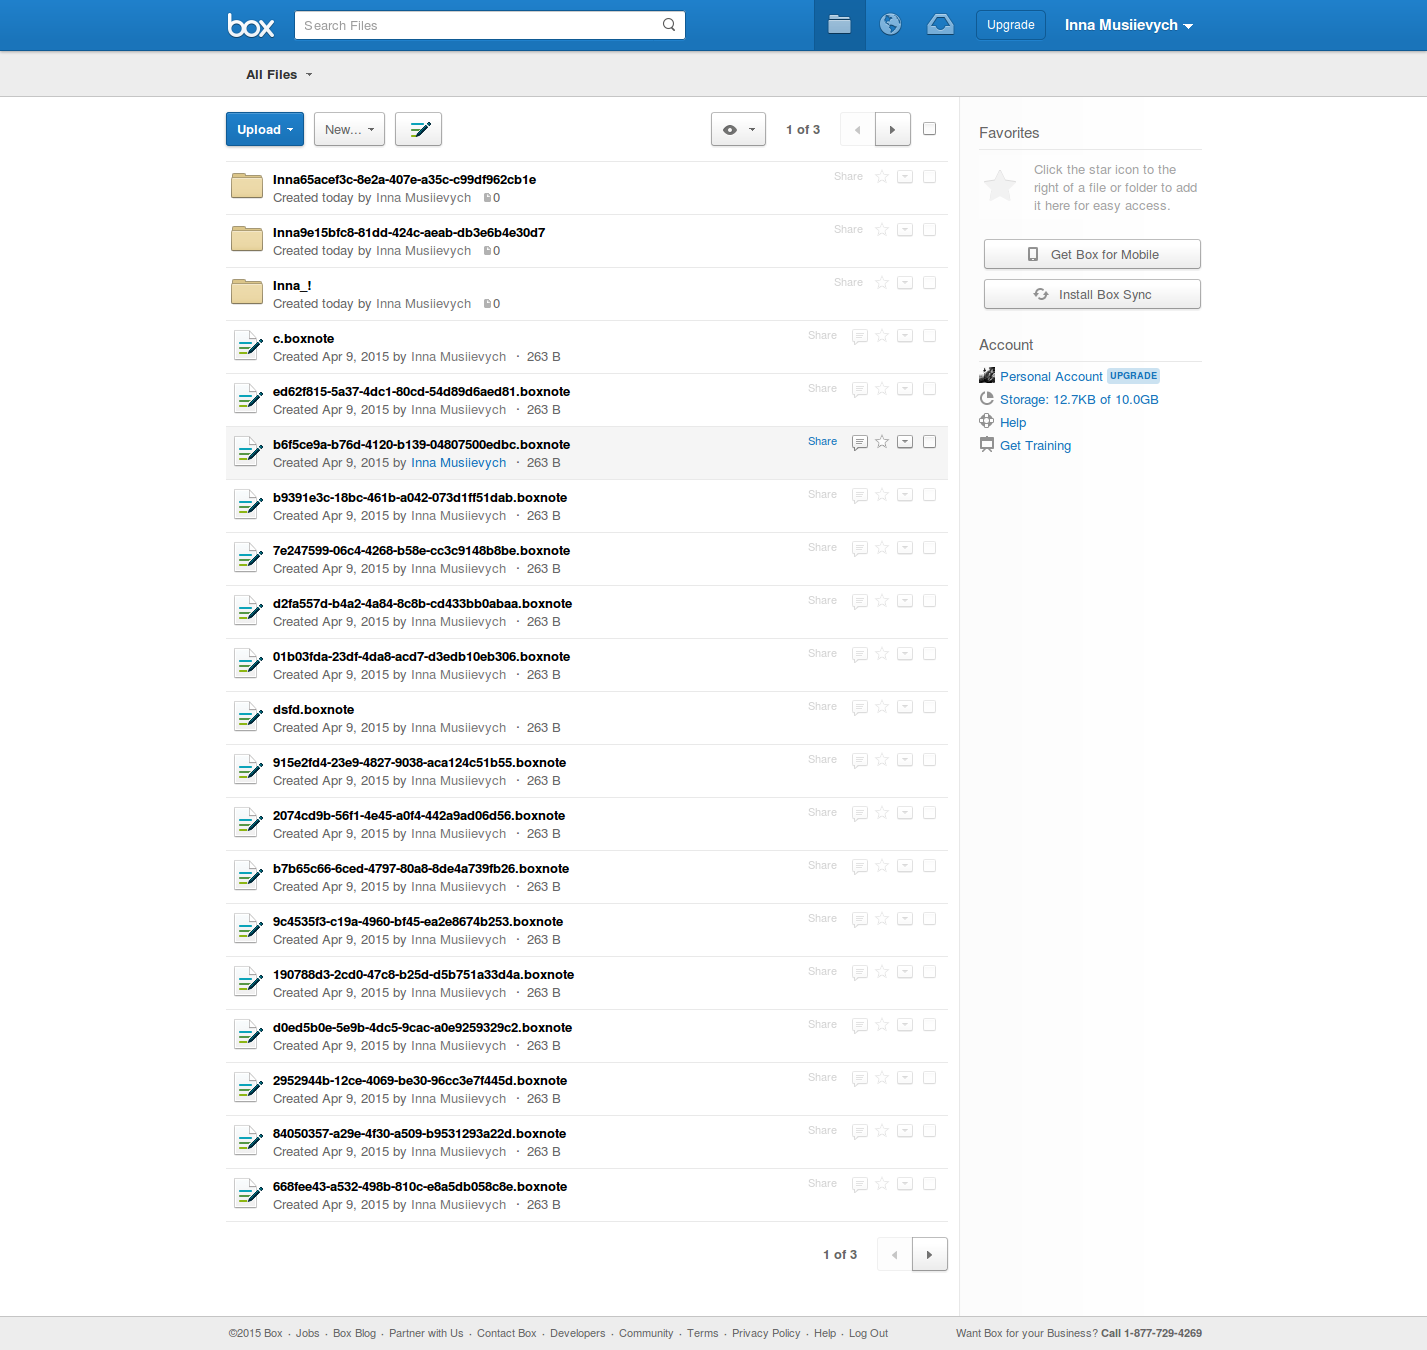 box
Search Files
Upgrade
Inna Musiievych
All Files
Upload
New...
1 of 3
Inna65acef3c-8e2a-407e-a35c-c99df962cb1e
Share
Created today by Inna Musiievych 0
Inna9e15bfc8-81dd-424c-aeab-db3e6b4e30d7
Share
Created today by Inna Musiievych 0
Inna_!
Share
Created today by Inna Musiievych 0
c.boxnote
Share
Created Apr 9, 2015 by Inna Musiievych · 263 B
ed62f815-5a37-4dc1-80cd-54d89d6aed81.boxnote
Share
Created Apr 9, 2015 by Inna Musiievych · 263 B
b6f5ce9a-b76d-4120-b139-04807500edbc.boxnote
Share
Created Apr 9, 2015 by Inna Musiievych · 263 B
b9391e3c-18bc-461b-a042-073d1ff51dab.boxnote
Share
Created Apr 9, 2015 by Inna Musiievych · 263 B
7e247599-06c4-4268-b58e-cc3c9148b8be.boxnote
Share
Created Apr 9, 2015 by Inna Musiievych · 263 B
d2fa557d-b4a2-4a84-8c8b-cd433bb0abaa.boxnote
Share
Created Apr 9, 2015 by Inna Musiievych · 263 B
01b03fda-23df-4da8-acd7-d3edb10eb306.boxnote
Share
Created Apr 9, 2015 by Inna Musiievych · 263 B
dsfd.boxnote
Share
Created Apr 9, 2015 by Inna Musiievych · 263 B
915e2fd4-23e9-4827-9038-aca124c51b55.boxnote
Share
Created Apr 9, 2015 by Inna Musiievych · 263 B
2074cd9b-56f1-4e45-a0f4-442a9ad06d56.boxnote
Share
Created Apr 9, 2015 by Inna Musiievych · 263 B
b7b65c66-6ced-4797-80a8-8de4a739fb26.boxnote
Share
Created Apr 9, 2015 by Inna Musiievych · 263 B
9c4535f3-c19a-4960-bf45-ea2e8674b253.boxnote
Share
Created Apr 9, 2015 by Inna Musiievych · 263 B
190788d3-2cd0-47c8-b25d-d5b751a33d4a.boxnote
Share
Created Apr 9, 2015 by Inna Musiievych · 263 B
d0ed5b0e-5e9b-4dc5-9cac-a0e9259329c2.boxnote
Share
Created Apr 9, 2015 by Inna Musiievych · 263 B
2952944b-12ce-4069-be30-96cc3e7f445d.boxnote
Share
Created Apr 9, 2015 by Inna Musiievych · 263 B
84050357-a29e-4f30-a509-b9531293a22d.boxnote
Share
Created Apr 9, 2015 by Inna Musiievych · 263 B
668fee43-a532-498b-810c-e8a5db058c8e.boxnote
Share
Created Apr 9, 2015 by Inna Musiievych · 263 B
1 of 3
Favorites
Click the star icon to the
right of a file or folder to add
it here for easy access.
Get Box for Mobile
Install Box Sync
Account
Personal Account UPGRADE
Storage: 12.7KB of 10.0GB
Help
Get Training
©2015 Box · Jobs · Box Blog · Partner with Us · Contact Box · Developers · Community · Terms · Privacy Policy · Help · Log Out
Want Box for your Business? Call 1-877-729-4269